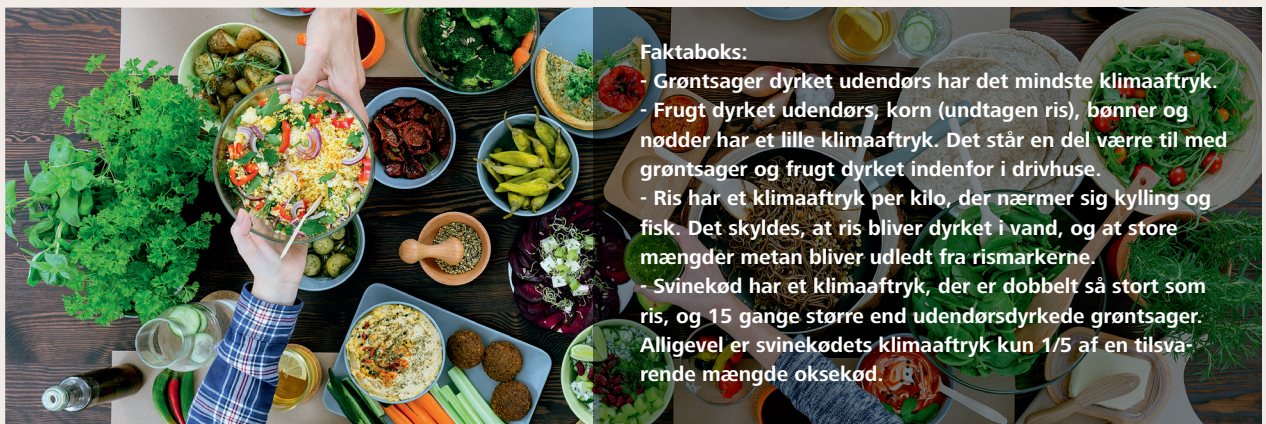 Faktaboks:
- Grøntsager dyrket udendørs har det mindste klimaaftryk.
- Frugt dyrket udendørs, korn (undtagen ris), bønner og
nødder har et lille klimaaftryk. Det står en del værre til med
grøntsager og frugt dyrket indenfor i drivhuse.
- Ris har et klimaaftryk per kilo, der nærmer sig kylling og
fisk. Det skyldes, at ris bliver dyrket i vand, og at store
mængder metan bliver udledt fra rismarkerne.
- Svinekød har et klimaaftryk, der er dobbelt så stort som
ris, og 15 gange større end udendørsdyrkede grøntsager.
Alligevel er svinekødets klimaaftryk kun 1/5 af en tilsva-
rende mængde oksekød.